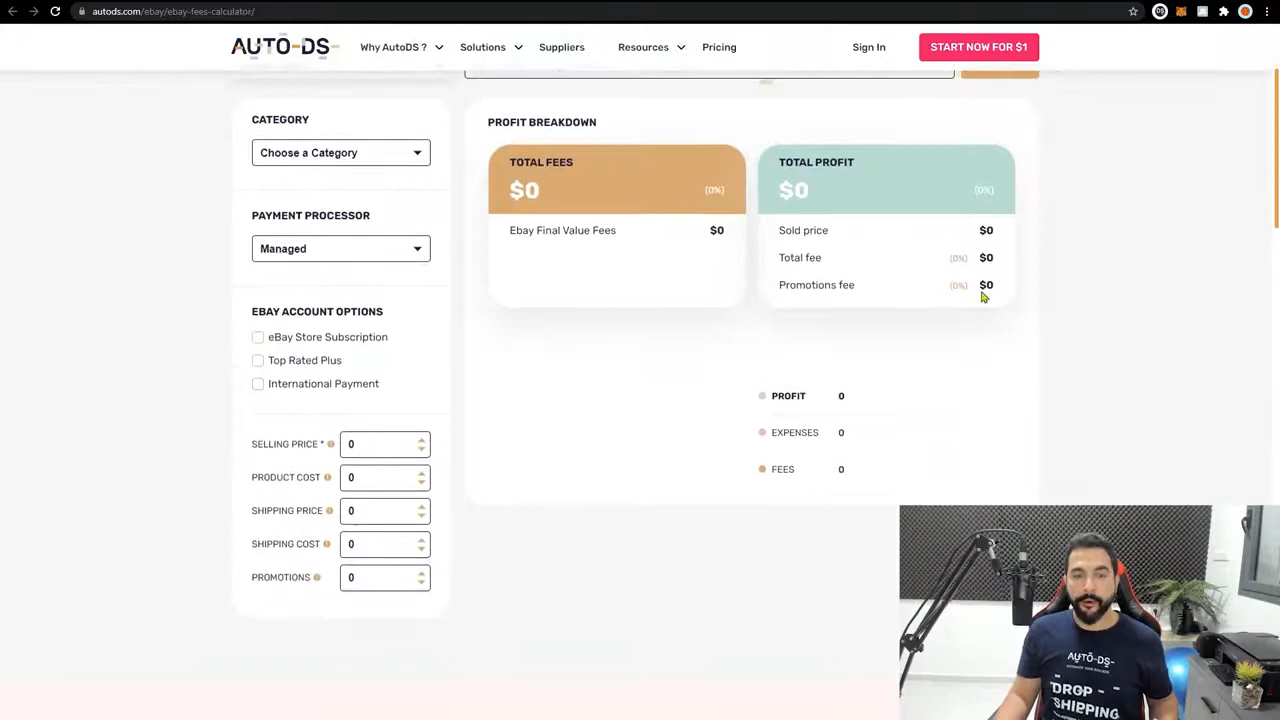 autods.com/ebay/ebay-fees-calculator/
AUTO-DS-
Why AutoDS ?
Solutions
Suppliers
Resources
Pricing
Sign In
START NOW FOR $1
CATEGORY
Choose a Category
PAYMENT PROCESSOR
Managed
EBAY ACCOUNT OPTIONS
eBay Store Subscription
Top Rated Plus
International Payment
SELLING PRICE * 0
PRODUCT COST 0
SHIPPING PRICE 0
SHIPPING COST 0
PROMOTIONS 0
PROFIT BREAKDOWN
TOTAL FEES
$0 (0%)
Ebay Final Value Fees $0
TOTAL PROFIT
$0 (0%)
Sold price $0
Total fee (0%) $0
Promotions fee (0%) $0
PROFIT 0
EXPENSES 0
FEES 0
AUTO-DS-
AUTOMATE YOUR SUCCESS
DROP
SHIPPING